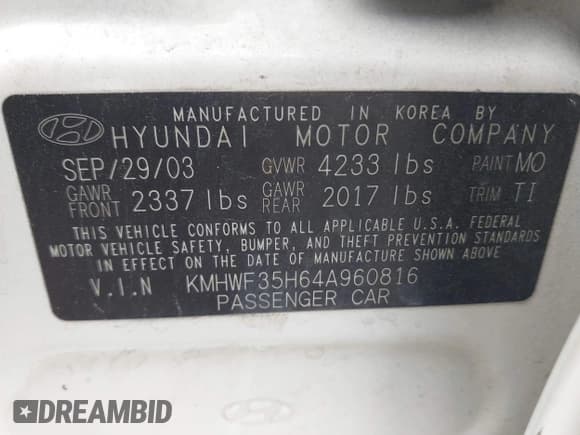 MANUFACTURED IN KOREA BY
HYUNDAI MOTOR COMPANY
SEP/29/03 GVWR 4233 lbs PAINT MO
GAWR FRONT 2337 lbs GAWR REAR 2017 lbs TRIM TI
THIS VEHICLE CONFORMS TO ALL APPLICABLE U.S.A. FEDERAL
MOTOR VEHICLE SAFETY, BUMPER, AND THEFT PREVENTION STANDARDS
IN EFFECT ON THE DATE OF MANUFACTURE SHOWN ABOVE
V.I.N KMHWF35H64A960816
PASSENGER CAR
DREAMBID